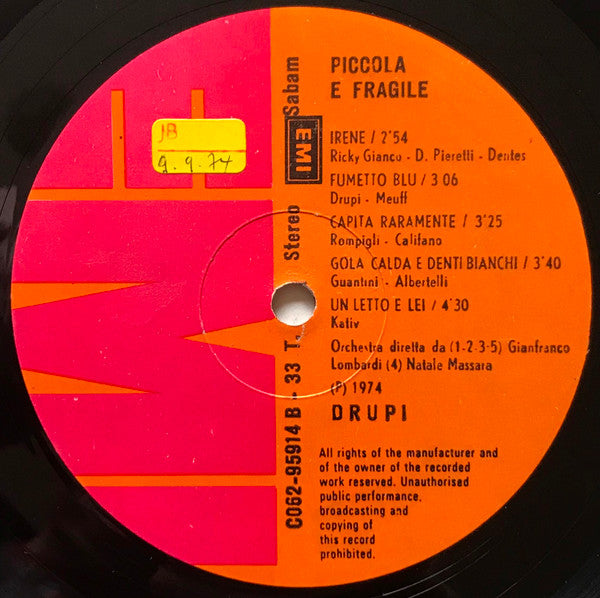 PICCOLA
E FRAGILE
IRENE / 2'54
Ricky Gianco - D. Pieretti - Dentes
FUMETTO BLU / 3 06
Drupi - Meuff
CAPITA RARAMENTE / 3'25
Rompigli - Califano
GOLA CALDA E DENTI BIANCHI / 3'40
Guantini - Albertelli
UN LETTO E LEI / 4'30
Kativ
Orchestra diretta da (1-2-3-5) Gianfranco
Lombardi (4) Natale Massara
(P) 1974
DRUPI
All rights of the manufacturer and
of the owner of the recorded
work reserved. Unauthorised
public performance,
broadcasting and
copying of
this record
prohibited.
C062-95914 B - 33 T. Stereo Sabam
EMI
JB
9.9.74